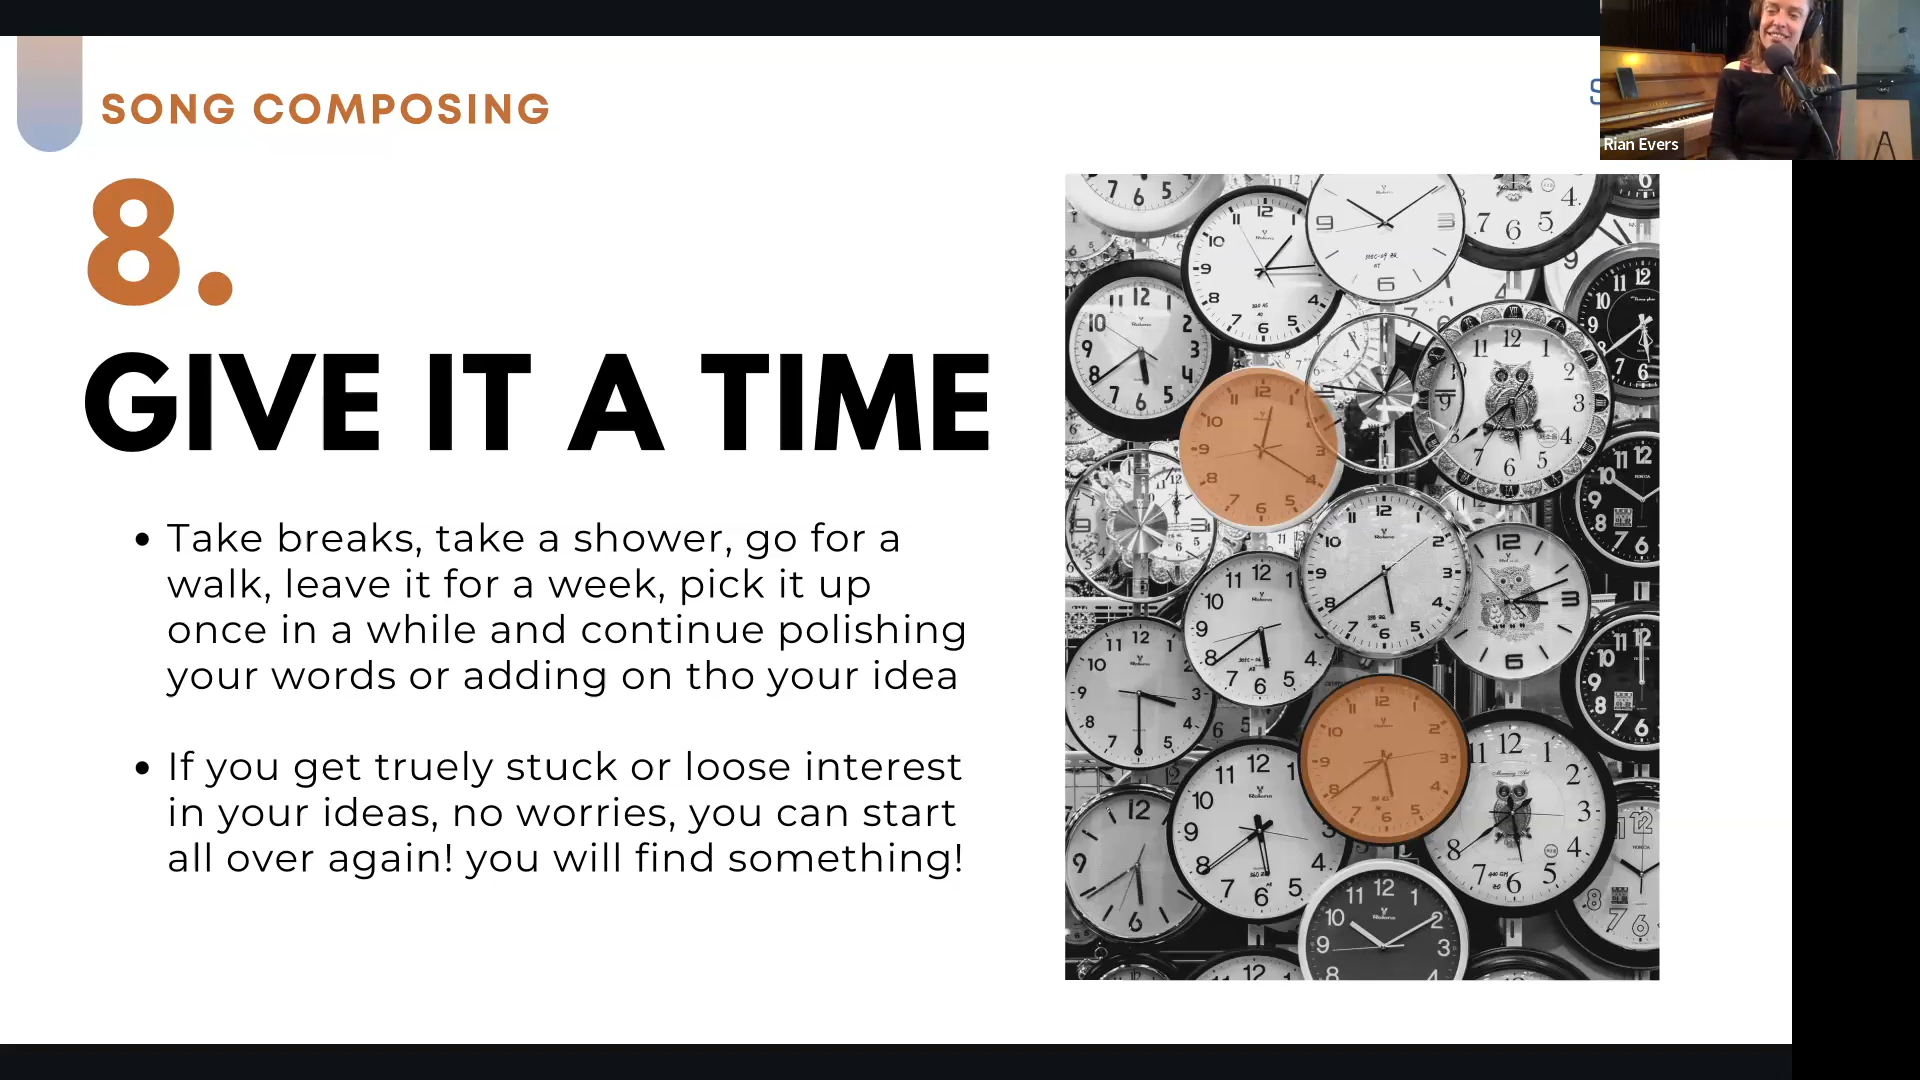 SONG COMPOSING
Rian Evers
8.
GIVE IT A TIME
• Take breaks, take a shower, go for a
walk, leave it for a week, pick it up
once in a while and continue polishing
your words or adding on tho your idea
• If you get truely stuck or loose interest
in your ideas, no worries, you can start
all over again! you will find something!